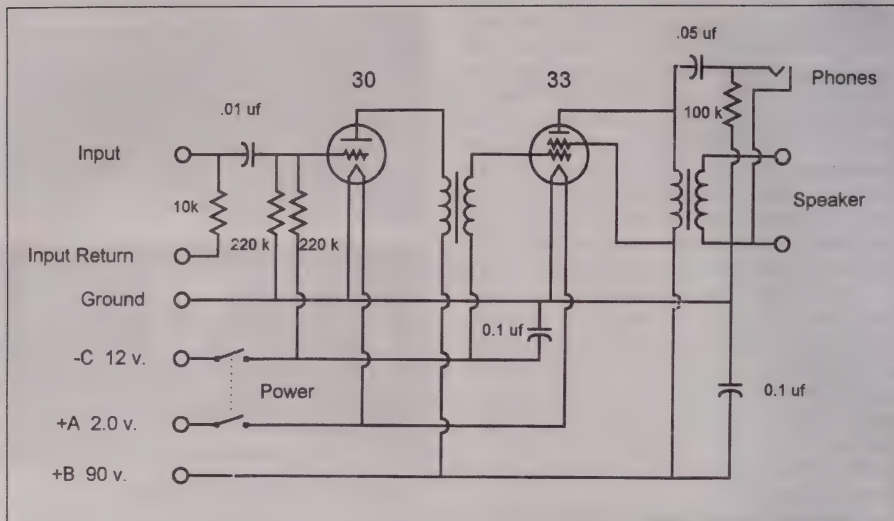 .05 uf
30
33
Phones
.01 uf
100 k
Input
Speaker
10k
220 k
220 k
Input Return
Ground
0.1 uf
-C 12 v.
Power
0.1 uf
+A 2.0 v.
+B 90 v.